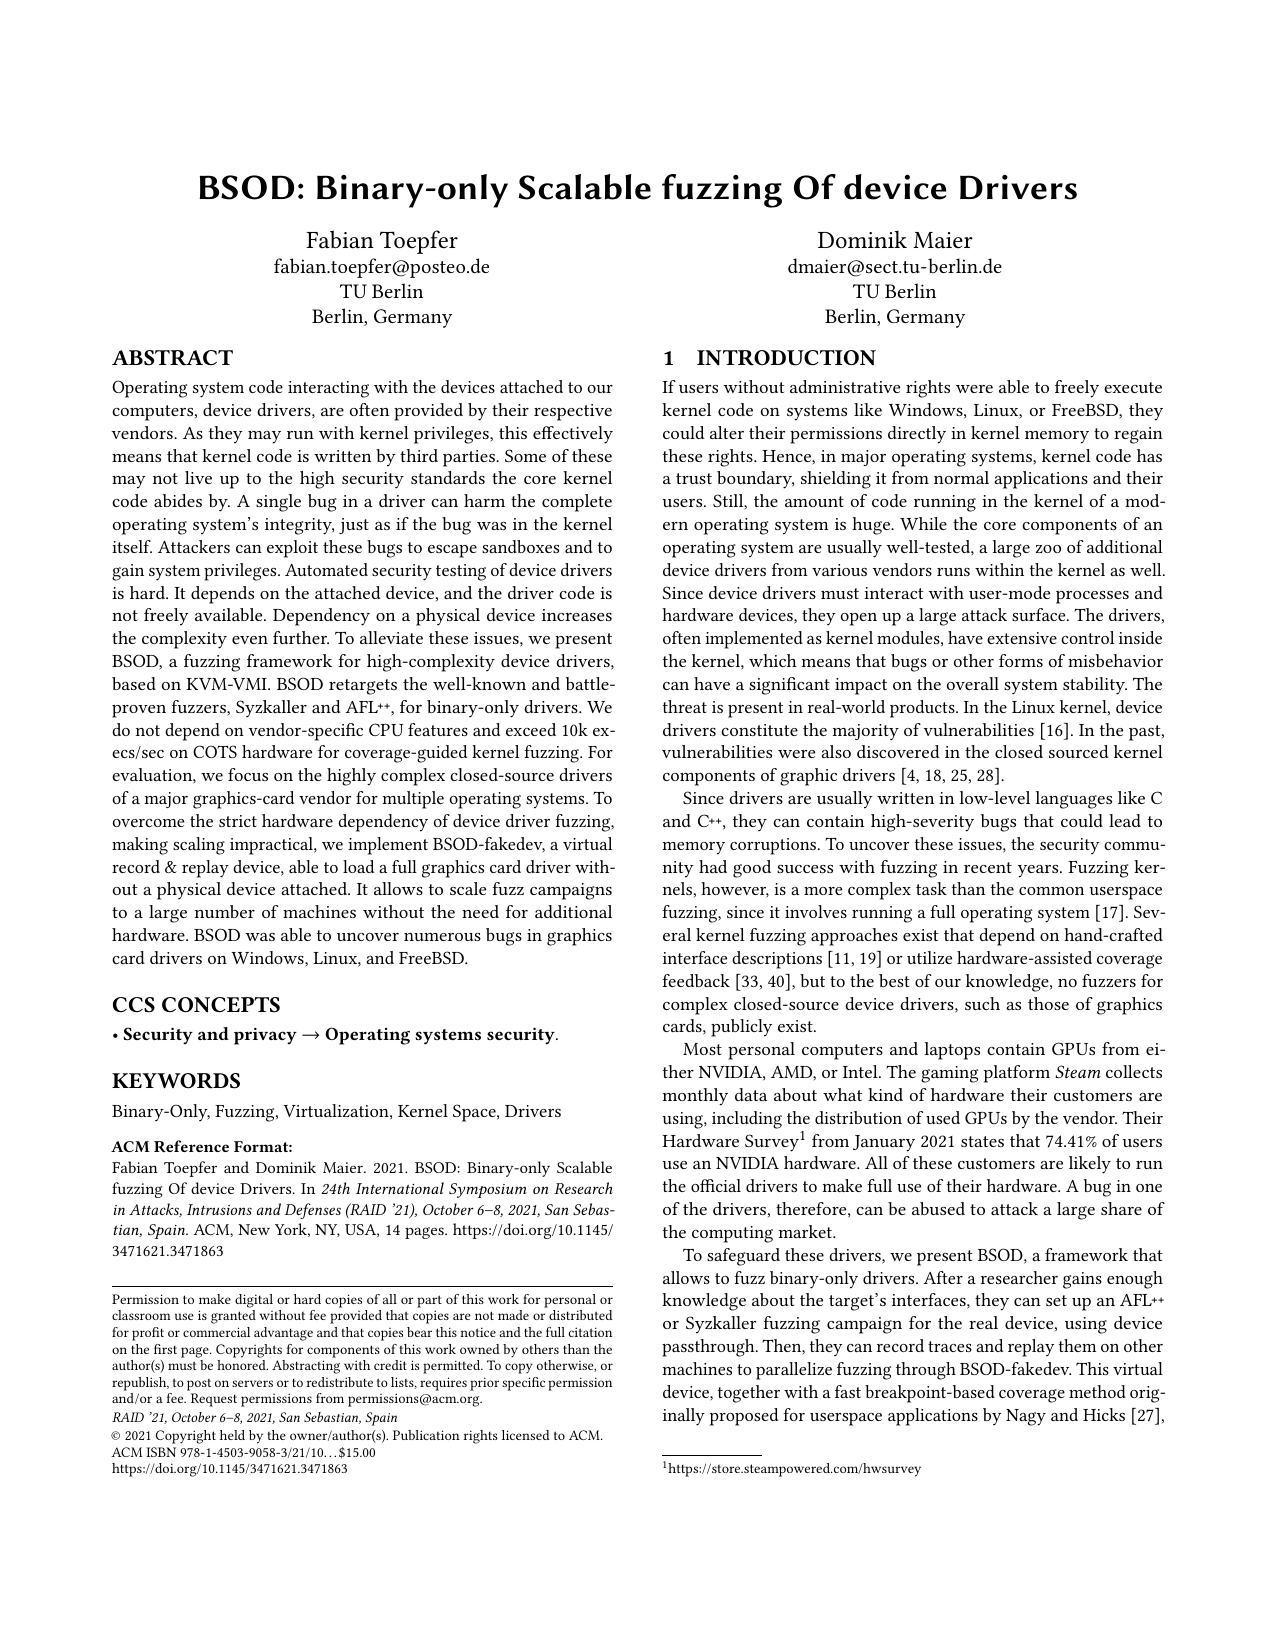 BSOD: Binary-only Scalable fuzzing Of device Drivers
Fabian Toepfer
fabian.toepfer@posteo.de
TU Berlin
Berlin, Germany
Dominik Maier
dmaier@sect.tu-berlin.de
TU Berlin
Berlin, Germany
ABSTRACT
Operating system code interacting with the devices attached to our
computers, device drivers, are often provided by their respective
vendors. As they may run with kernel privileges, this effectively
means that kernel code is written by third parties. Some of these
may not live up to the high security standards the core kernel
code abides by. A single bug in a driver can harm the complete
operating system's integrity, just as if the bug was in the kernel
itself. Attackers can exploit these bugs to escape sandboxes and to
gain system privileges. Automated security testing of device drivers
is hard. It depends on the attached device, and the driver code is
not freely available. Dependency on a physical device increases
the complexity even further. To alleviate these issues, we present
BSOD, a fuzzing framework for high-complexity device drivers,
based on KVM-VMI. BSOD retargets the well-known and battle-
proven fuzzers, Syzkaller and AFL++, for binary-only drivers. We
do not depend on vendor-specific CPU features and exceed 10k ex-
ecs/sec on COTS hardware for coverage-guided kernel fuzzing. For
evaluation, we focus on the highly complex closed-source drivers
of a major graphics-card vendor for multiple operating systems. To
overcome the strict hardware dependency of device driver fuzzing,
making scaling impractical, we implement BSOD-fakedev, a virtual
record & replay device, able to load a full graphics card driver with-
out a physical device attached. It allows to scale fuzz campaigns
to a large number of machines without the need for additional
hardware. BSOD was able to uncover numerous bugs in graphics
card drivers on Windows, Linux, and FreeBSD.
CCS CONCEPTS
• Security and privacy → Operating systems security.
KEYWORDS
Binary-Only, Fuzzing, Virtualization, Kernel Space, Drivers
ACM Reference Format:
Fabian Toepfer and Dominik Maier. 2021. BSOD: Binary-only Scalable
fuzzing Of device Drivers. In 24th International Symposium on Research
in Attacks, Intrusions and Defenses (RAID '21), October 6–8, 2021, San Sebas-
tian, Spain. ACM, New York, NY, USA, 14 pages. https://doi.org/10.1145/
3471621.3471863
Permission to make digital or hard copies of all or part of this work for personal or
classroom use is granted without fee provided that copies are not made or distributed
for profit or commercial advantage and that copies bear this notice and the full citation
on the first page. Copyrights for components of this work owned by others than the
author(s) must be honored. Abstracting with credit is permitted. To copy otherwise, or
republish, to post on servers or to redistribute to lists, requires prior specific permission
and/or a fee. Request permissions from permissions@acm.org.
RAID '21, October 6–8, 2021, San Sebastian, Spain
© 2021 Copyright held by the owner/author(s). Publication rights licensed to ACM.
ACM ISBN 978-1-4503-9058-3/21/10...$15.00
https://doi.org/10.1145/3471621.3471863
1 INTRODUCTION
If users without administrative rights were able to freely execute
kernel code on systems like Windows, Linux, or FreeBSD, they
could alter their permissions directly in kernel memory to regain
these rights. Hence, in major operating systems, kernel code has
a trust boundary, shielding it from normal applications and their
users. Still, the amount of code running in the kernel of a mod-
ern operating system is huge. While the core components of an
operating system are usually well-tested, a large zoo of additional
device drivers from various vendors runs within the kernel as well.
Since device drivers must interact with user-mode processes and
hardware devices, they open up a large attack surface. The drivers,
often implemented as kernel modules, have extensive control inside
the kernel, which means that bugs or other forms of misbehavior
can have a significant impact on the overall system stability. The
threat is present in real-world products. In the Linux kernel, device
drivers constitute the majority of vulnerabilities [16]. In the past,
vulnerabilities were also discovered in the closed sourced kernel
components of graphic drivers [4, 18, 25, 28].
Since drivers are usually written in low-level languages like C
and C++, they can contain high-severity bugs that could lead to
memory corruptions. To uncover these issues, the security commu-
nity had good success with fuzzing in recent years. Fuzzing ker-
nels, however, is a more complex task than the common userspace
fuzzing, since it involves running a full operating system [17]. Sev-
eral kernel fuzzing approaches exist that depend on hand-crafted
interface descriptions [11, 19] or utilize hardware-assisted coverage
feedback [33, 40], but to the best of our knowledge, no fuzzers for
complex closed-source device drivers, such as those of graphics
cards, publicly exist.
Most personal computers and laptops contain GPUs from ei-
ther NVIDIA, AMD, or Intel. The gaming platform Steam collects
monthly data about what kind of hardware their customers are
using, including the distribution of used GPUs by the vendor. Their
Hardware Survey1 from January 2021 states that 74.41% of users
use an NVIDIA hardware. All of these customers are likely to run
the official drivers to make full use of their hardware. A bug in one
of the drivers, therefore, can be abused to attack a large share of
the computing market.
To safeguard these drivers, we present BSOD, a framework that
allows to fuzz binary-only drivers. After a researcher gains enough
knowledge about the target's interfaces, they can set up an AFL++
or Syzkaller fuzzing campaign for the real device, using device
passthrough. Then, they can record traces and replay them on other
machines to parallelize fuzzing through BSOD-fakedev. This virtual
device, together with a fast breakpoint-based coverage method orig-
inally proposed for userspace applications by Nagy and Hicks [27],
1https://store.steampowered.com/hwsurvey